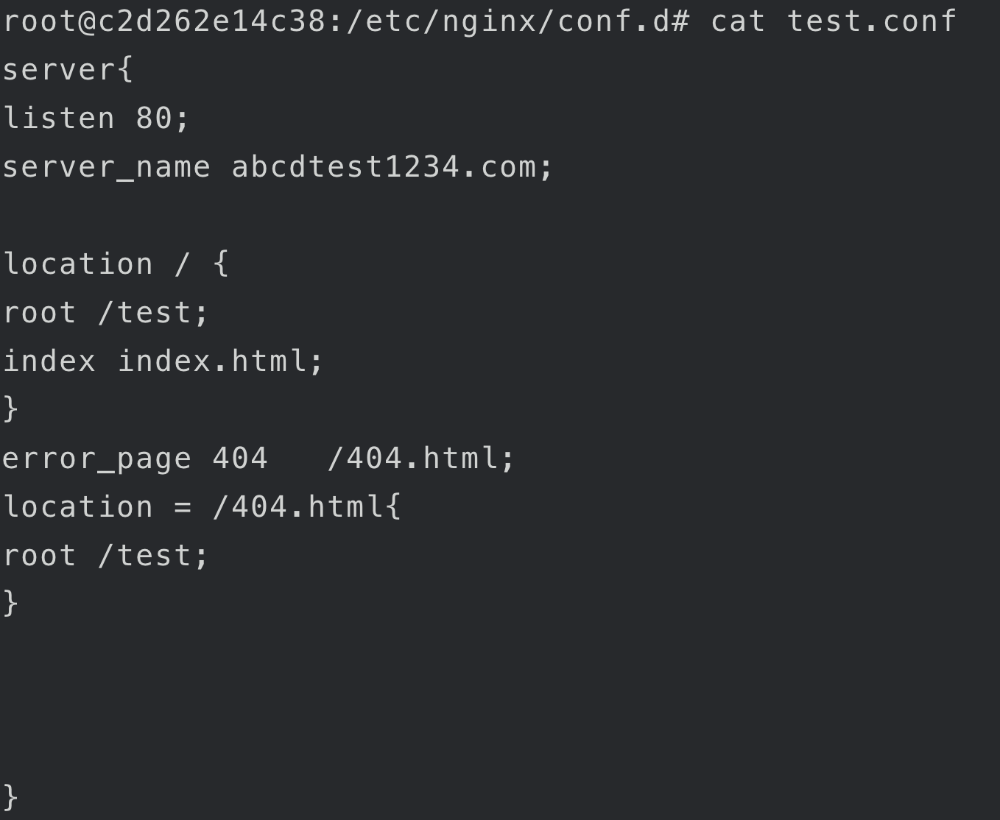 root@c2d262e14c38:/etc/nginx/conf.d# cat test.conf
server{
listen 80;
server_name abcdtest1234.com;
location / {
root /test;
index index.html;
}
error_page 404   /404.html;
location = /404.html{
root /test;
}
}